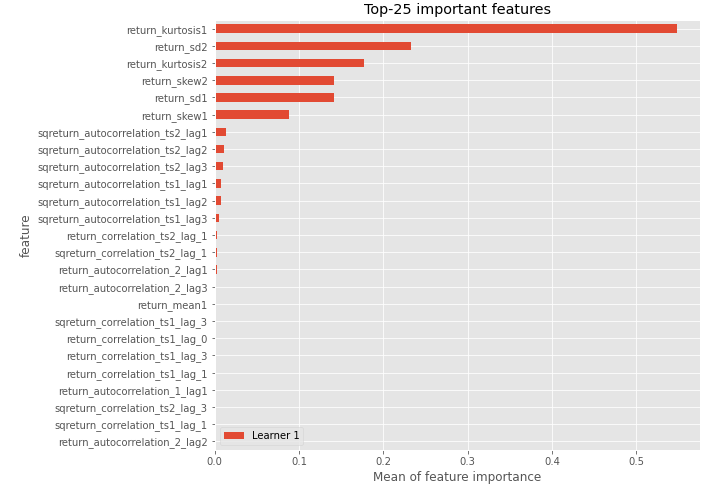 Top-25 important features
return_kurtosis1
return_sd2
return_kurtosis2
return_skew2
return_sd1
return_skew1
sqreturn_autocorrelation_ts2_lag1
sqreturn_autocorrelation_ts2_lag2
sqreturn_autocorrelation_ts2_lag3
sqreturn_autocorrelation_ts1_lag1
sqreturn_autocorrelation_ts1_lag2
sqreturn_autocorrelation_ts1_lag3
return_correlation_ts2_lag_1
sqreturn_correlation_ts2_lag_1
return_autocorrelation_2_lag1
return_autocorrelation_2_lag3
return_mean1
sqreturn_correlation_ts1_lag_3
return_correlation_ts1_lag_0
return_correlation_ts1_lag_3
return_correlation_ts1_lag_1
return_autocorrelation_1_lag1
sqreturn_correlation_ts2_lag_3
sqreturn_correlation_ts1_lag_1
return_autocorrelation_2_lag2
feature
Learner 1
0.0 0.1 0.2 0.3 0.4 0.5
Mean of feature importance